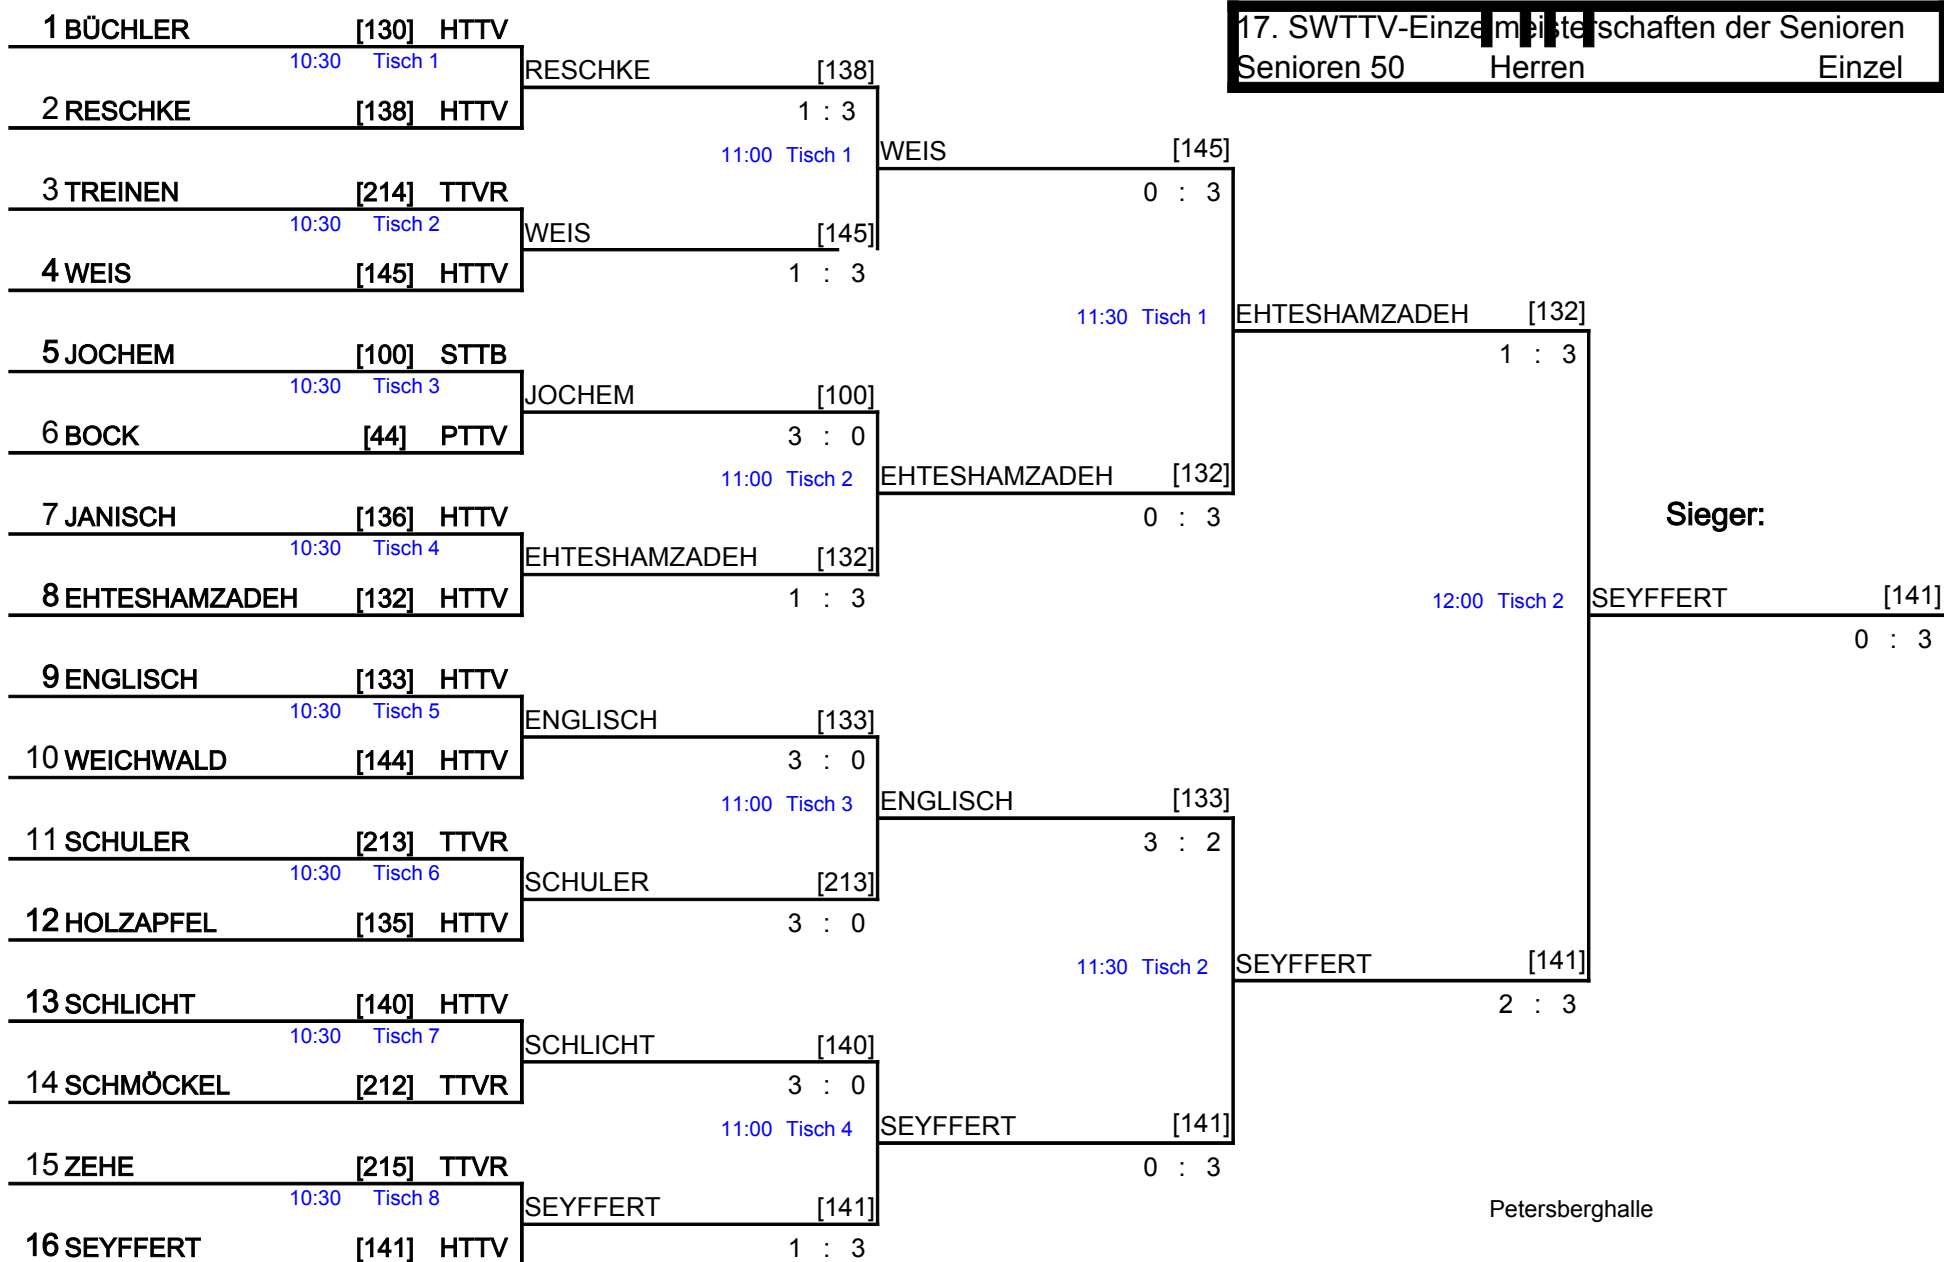 17. SWTTV-Einzelmeisterschaften der Senioren
Senioren 50 Herren Einzel
1 BÜCHLER [130] HTTV
10:30 Tisch 1
RESCHKE [138]
2 RESCHKE [138] HTTV
1 : 3
11:00 Tisch 1
WEIS [145]
3 TREINEN [214] TTVR
0 : 3
10:30 Tisch 2
WEIS [145]
4 WEIS [145] HTTV
1 : 3
11:30 Tisch 1
EHTESHAMZADEH [132]
5 JOCHEM [100] STTB
1 : 3
10:30 Tisch 3
JOCHEM [100]
6 BOCK [44] PTTV
3 : 0
11:00 Tisch 2
EHTESHAMZADEH [132]
7 JANISCH [136] HTTV
0 : 3
Sieger:
10:30 Tisch 4
EHTESHAMZADEH [132]
8 EHTESHAMZADEH [132] HTTV
1 : 3
12:00 Tisch 2
SEYFFERT [141]
0 : 3
9 ENGLISCH [133] HTTV
10:30 Tisch 5
ENGLISCH [133]
10 WEICHWALD [144] HTTV
3 : 0
11:00 Tisch 3
ENGLISCH [133]
11 SCHULER [213] TTVR
3 : 2
10:30 Tisch 6
SCHULER [213]
12 HOLZAPFEL [135] HTTV
3 : 0
11:30 Tisch 2
SEYFFERT [141]
13 SCHLICHT [140] HTTV
2 : 3
10:30 Tisch 7
SCHLICHT [140]
14 SCHMÖCKEL [212] TTVR
3 : 0
11:00 Tisch 4
SEYFFERT [141]
15 ZEHE [215] TTVR
0 : 3
10:30 Tisch 8
SEYFFERT [141]
Petersberghalle
16 SEYFFERT [141] HTTV
1 : 3